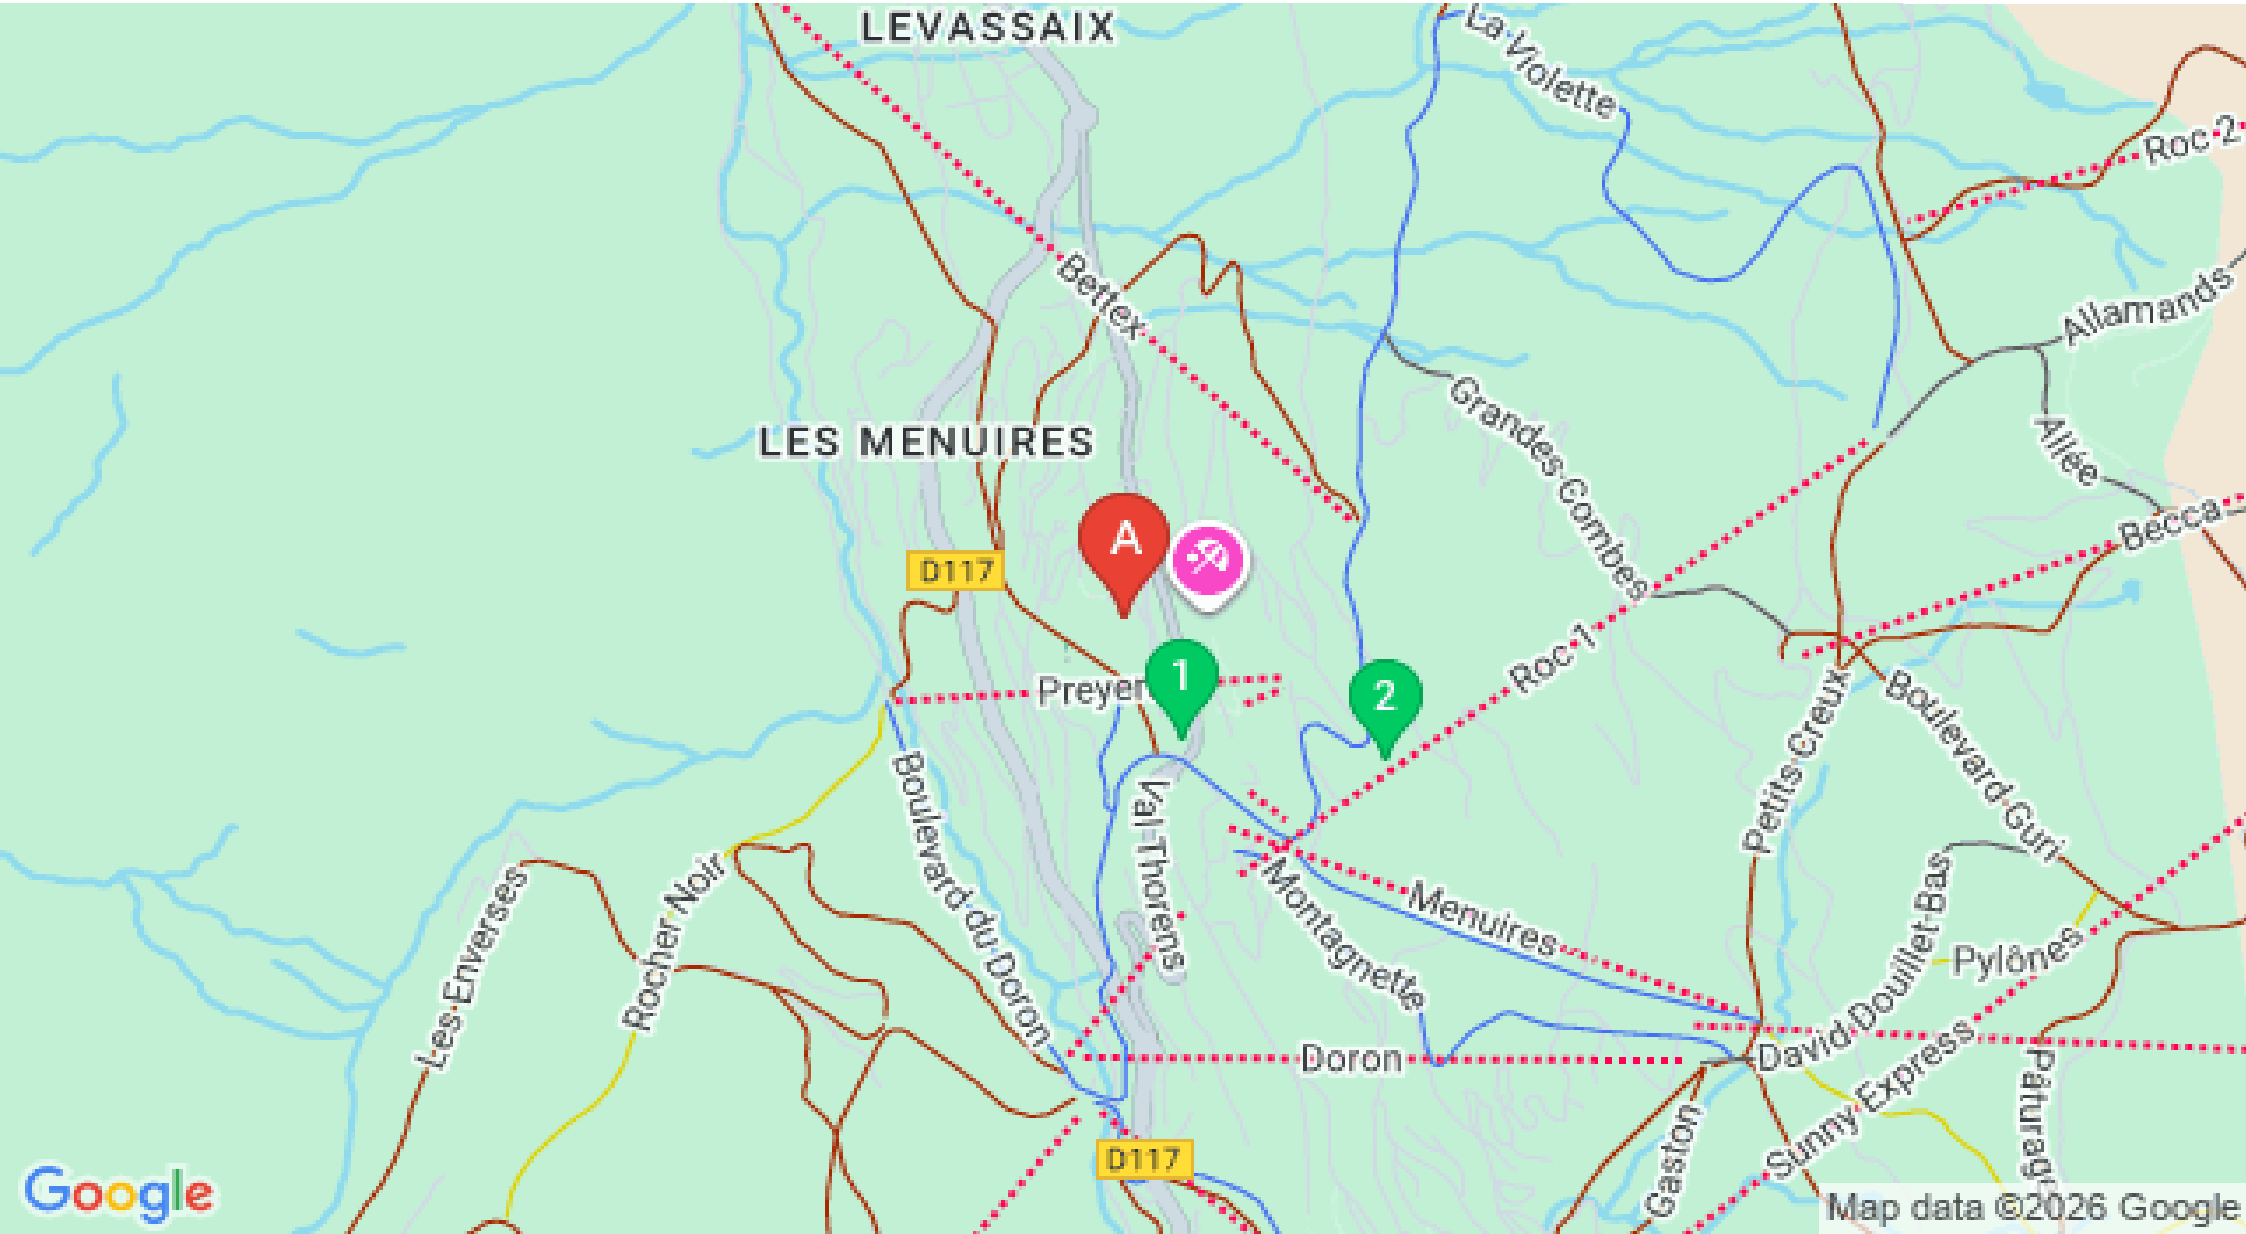 LEVASSAIX
La Violette
Roc 2
Bettex
Allamands
Grandes Combes
LES MENUIRES
Allée
A
Becca
D117
Roc 1
1
Preyer
2
Petits Creux
Boulevard Guri
Boulevard du Doron
Val Thorens
Montagnette
Menuires
Les Enverses
Rocher Noir
David Douillet Bas
Pylônes
Doron
Sunny Express
Pâturag
Gaston
D117
Google
Map data ©2026 Google